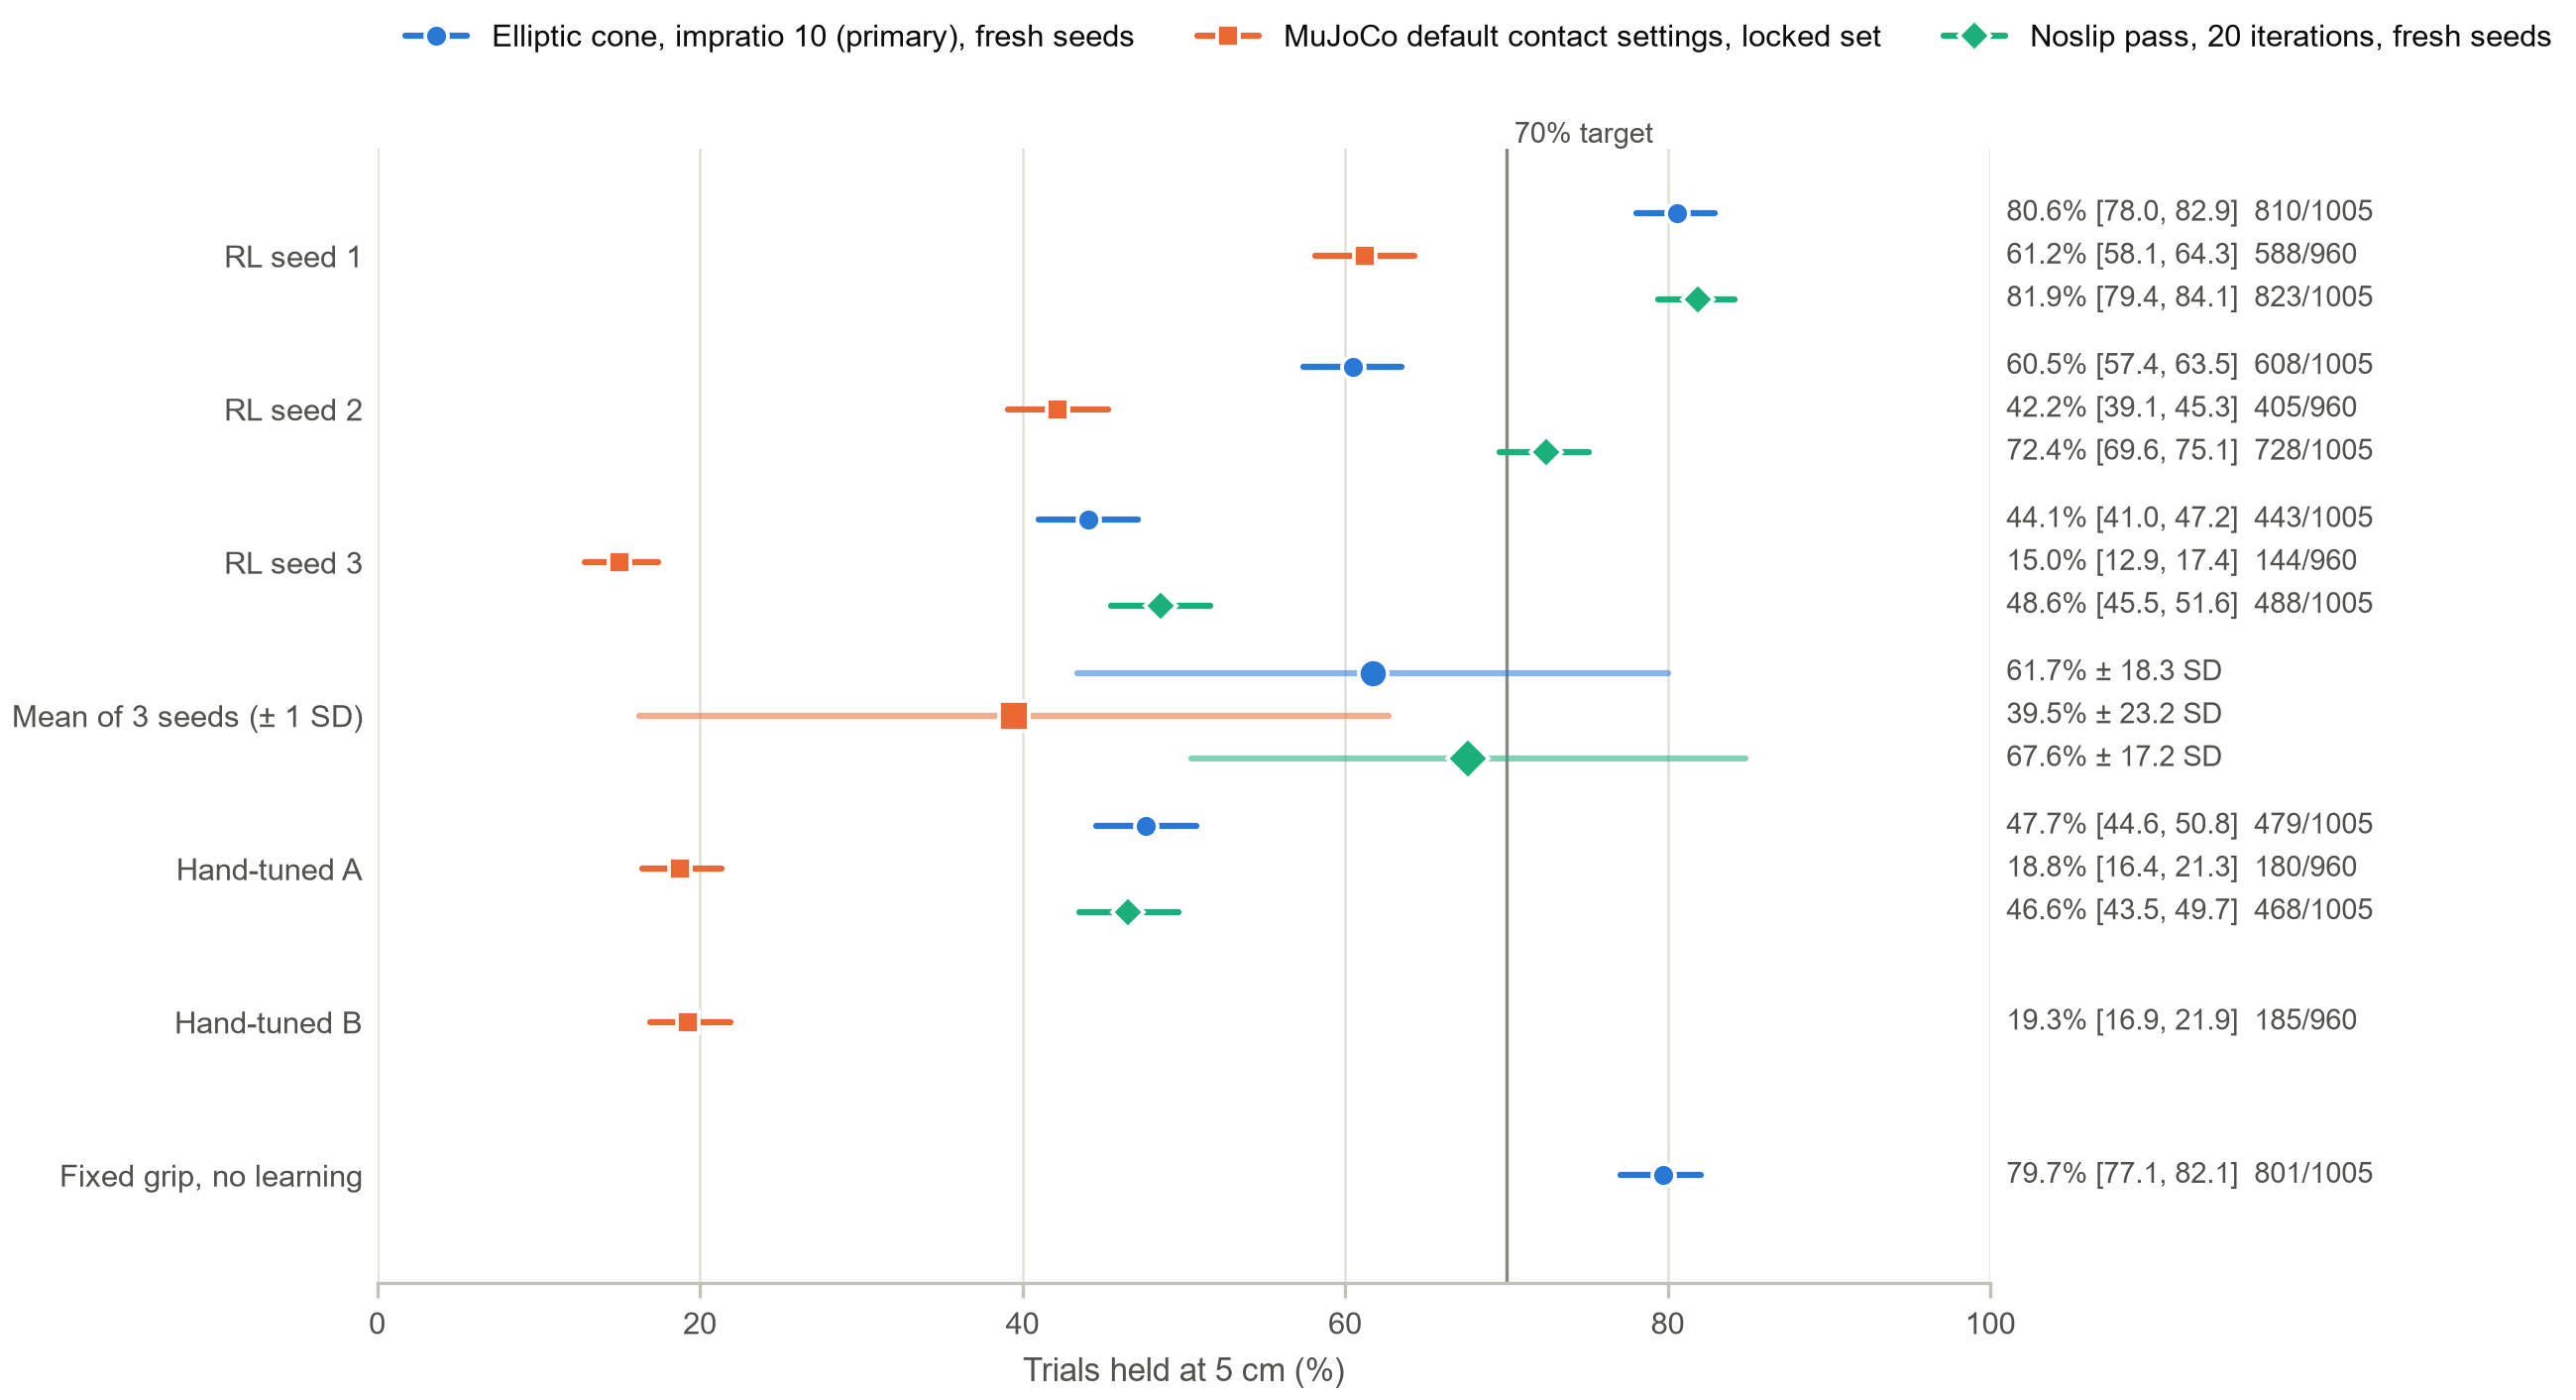 Elliptic cone, impratio 10 (primary), fresh seeds
MuJoCo default contact settings, locked set
Noslip pass, 20 iterations, fresh seeds
70% target
RL seed 1
80.6% [78.0, 82.9] 810/1005
61.2% [58.1, 64.3] 588/960
81.9% [79.4, 84.1] 823/1005
RL seed 2
60.5% [57.4, 63.5] 608/1005
42.2% [39.1, 45.3] 405/960
72.4% [69.6, 75.1] 728/1005
RL seed 3
44.1% [41.0, 47.2] 443/1005
15.0% [12.9, 17.4] 144/960
48.6% [45.5, 51.6] 488/1005
Mean of 3 seeds (± 1 SD)
61.7% ± 18.3 SD
39.5% ± 23.2 SD
67.6% ± 17.2 SD
Hand-tuned A
47.7% [44.6, 50.8] 479/1005
18.8% [16.4, 21.3] 180/960
46.6% [43.5, 49.7] 468/1005
Hand-tuned B
19.3% [16.9, 21.9] 185/960
Fixed grip, no learning
79.7% [77.1, 82.1] 801/1005
0 20 40 60 80 100
Trials held at 5 cm (%)